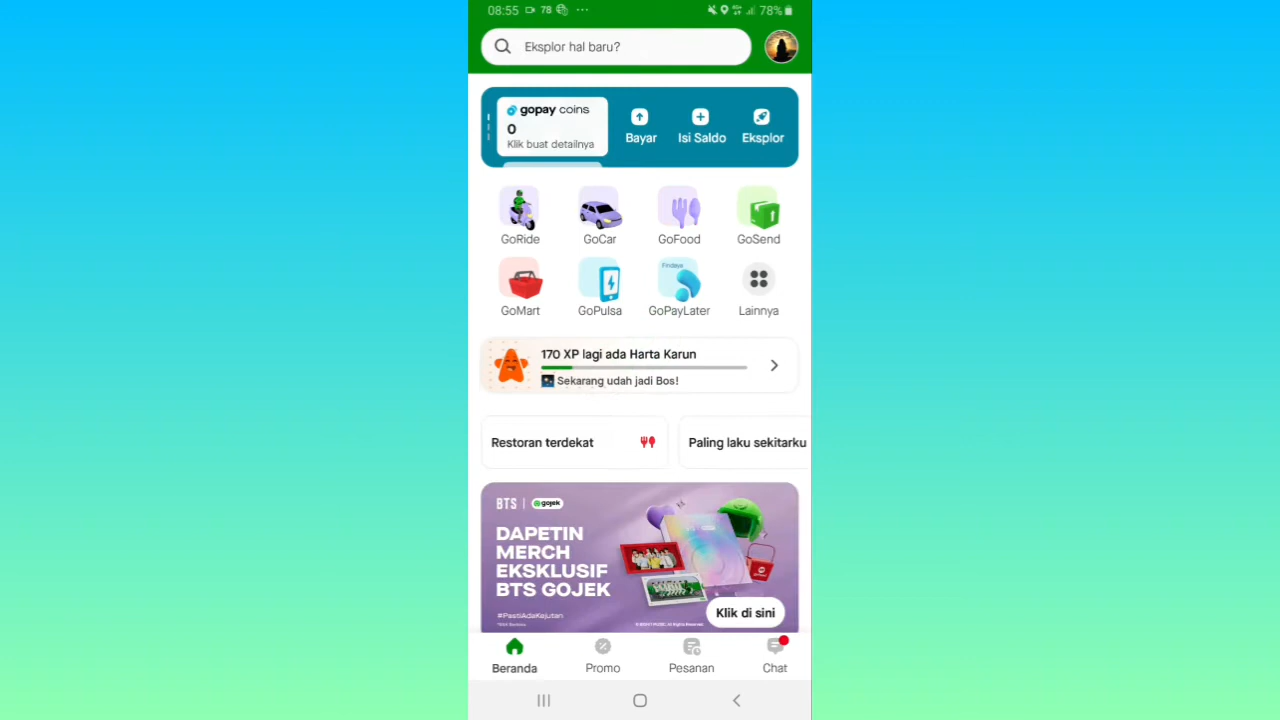 08:55 78 ... 78%
Eksplor hal baru?
gopay coins
0
Klik buat detailnya
Bayar
Isi Saldo
Eksplor
GoRide
GoCar
GoFood
GoSend
Findaya
GoMart
GoPulsa
GoPayLater
Lainnya
170 XP lagi ada Harta Karun
Sekarang udah jadi Bos!
Restoran terdekat
Paling laku sekitarku
BTS | gojek
DAPETIN
MERCH
EKSKLUSIF
BTS GOJEK
#PastiAdaKejutan
Klik di sini
Beranda
Promo
Pesanan
Chat